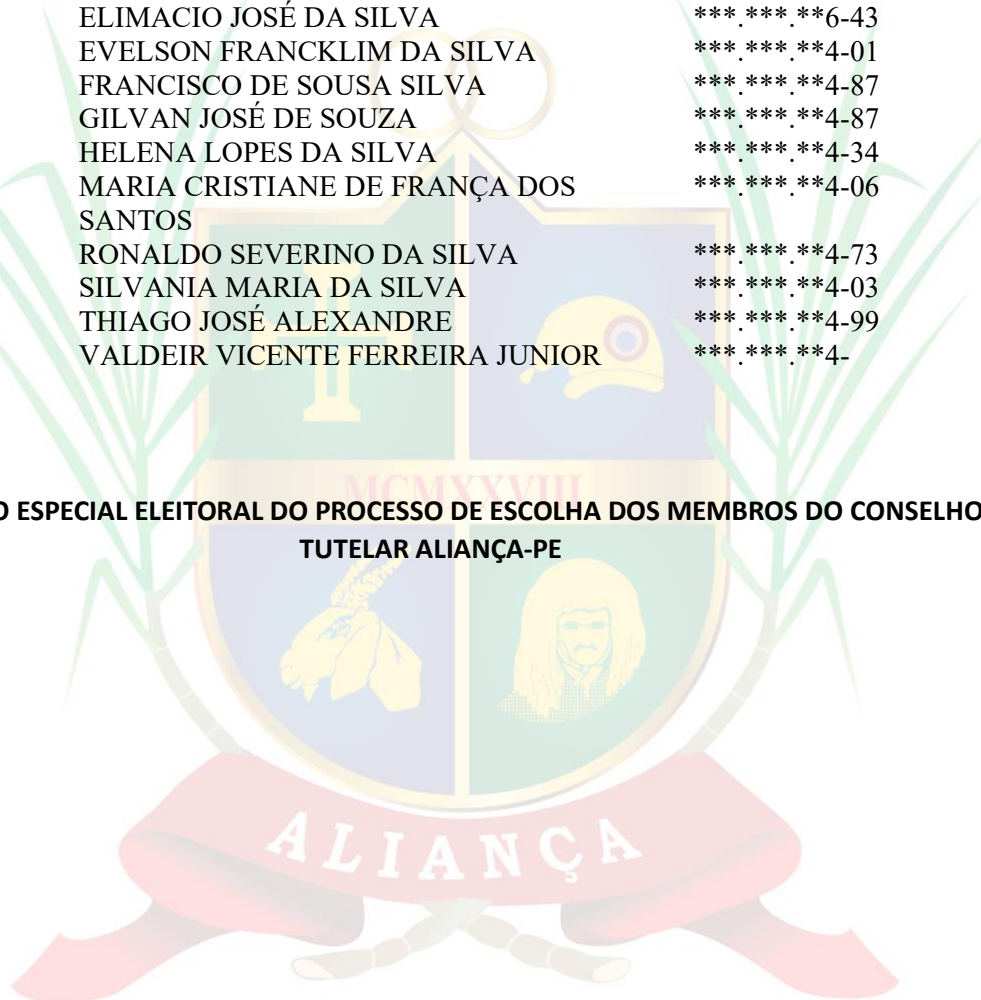 ELIMACIO JOSÉ DA SILVA ***.***.**6-43
EVELSON FRANCKLIM DA SILVA ***.***.**4-01
FRANCISCO DE SOUSA SILVA ***.***.**4-87
GILVAN JOSÉ DE SOUZA ***.***.**4-87
HELENA LOPES DA SILVA ***.***.**4-34
MARIA CRISTIANE DE FRANÇA DOS ***.***.**4-06
SANTOS
RONALDO SEVERINO DA SILVA ***.***.**4-73
SILVANIA MARIA DA SILVA ***.***.**4-03
THIAGO JOSÉ ALEXANDRE ***.***.**4-99
VALDEIR VICENTE FERREIRA JUNIOR ***.***.**4-
MCMXXVIII
O ESPECIAL ELEITORAL DO PROCESSO DE ESCOLHA DOS MEMBROS DO CONSELHO
TUTELAR ALIANÇA-PE
ALIANÇA